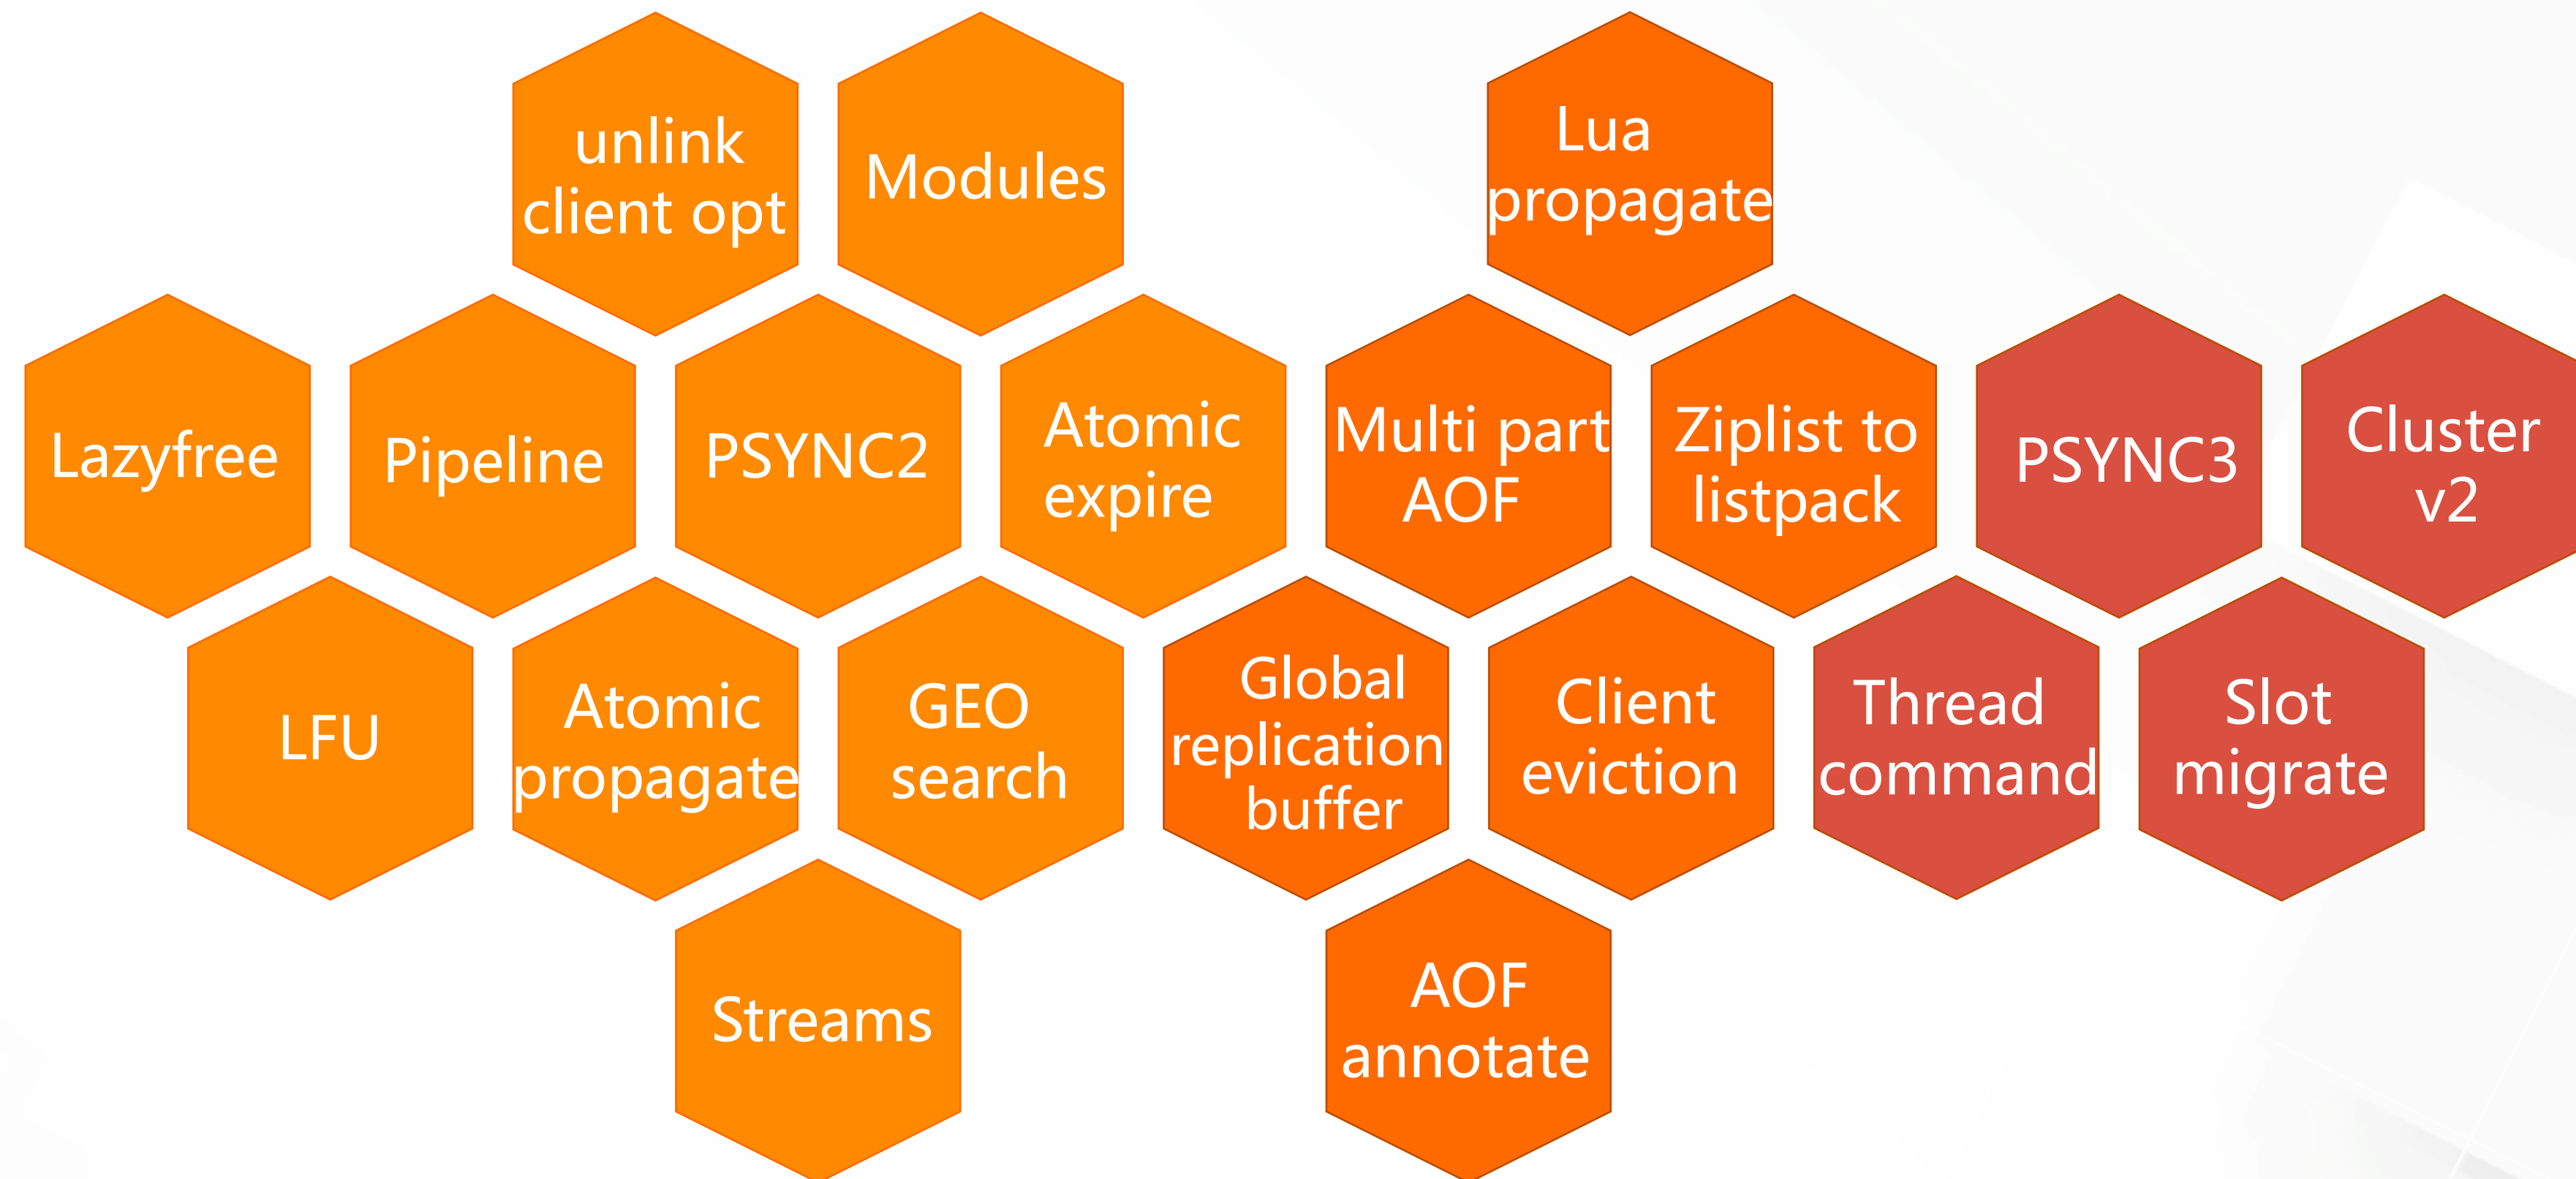 unlink
client opt
Modules
Lua
propagate
Lazyfree
Pipeline
PSYNC2
Atomic
expire
Multi part
AOF
Ziplist to
listpack
PSYNC3
Cluster
v2
LFU
Atomic
propagate
GEO
search
Global
replication
buffer
Client
eviction
Thread
command
Slot
migrate
Streams
AOF
annotate